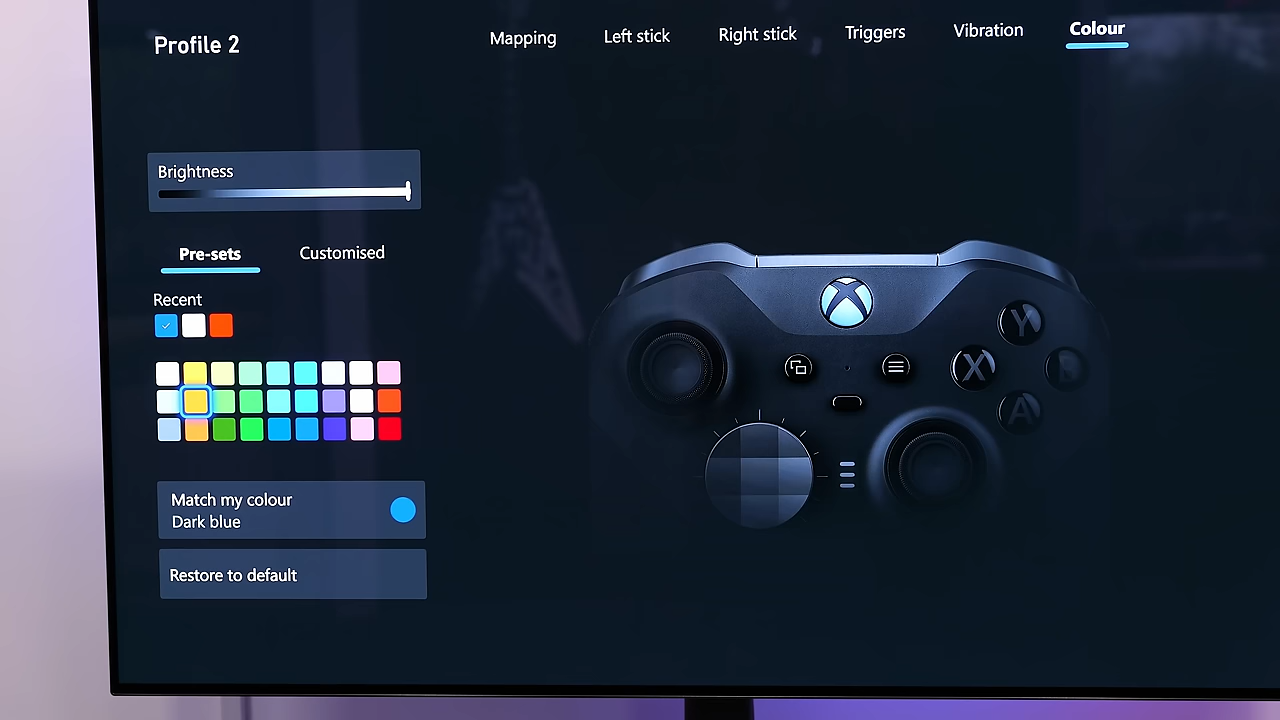 Profile 2
Mapping
Left stick
Right stick
Triggers
Vibration
Colour
Brightness
Pre-sets
Customised
Recent
Match my colour
Dark blue
Restore to default
Y
X
A